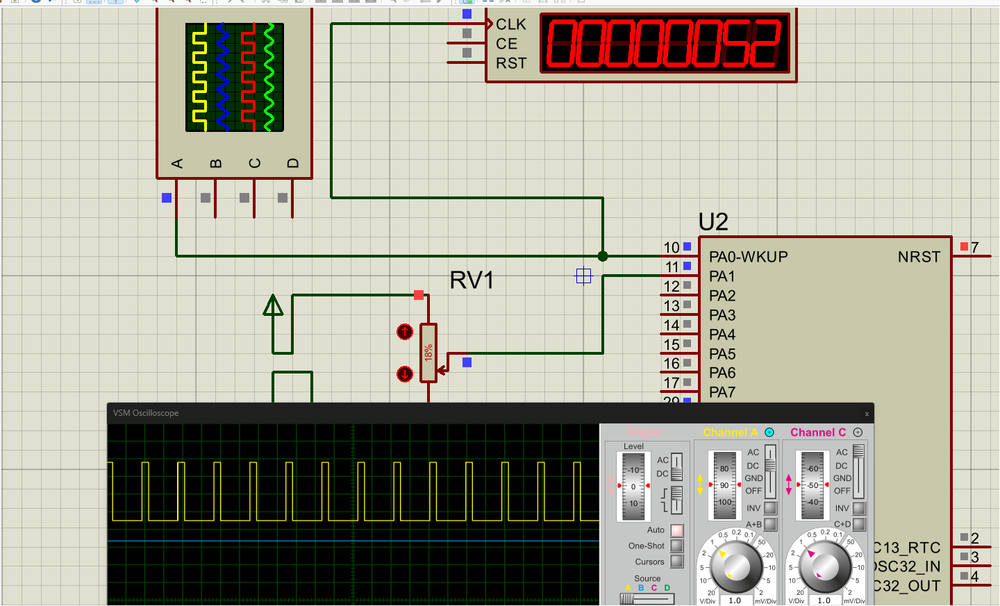 CLK
00000052
CE
RST
A B C D
U2
10 PA0-WKUP NRST 7
11 PA1
RV1
12 PA2
13 PA3
14 PA4
18%
15 PA5
16 PA6
17 PA7
29
VSM Oscilloscope x
Trigger
Channel A
Channel C
Level
AC
DC
-10
0
10
Auto
One-Shot
Cursors
Source
A B C D
AC
DC
GND
OFF
80
90
100
INV
A+B
2 1 0.5 0.2 0.1 50
20
5 10
10 5
20 2
V/Div 1.0 mV/Div
AC
DC
GND
OFF
-60
-50
-40
INV
C+D
2 1 0.5 0.2 0.1 50
20
5 10
10 5
20 2
V/Div 1.0 mV/Div
C13_RTC 2
OSC32_IN 3
C32_OUT 4